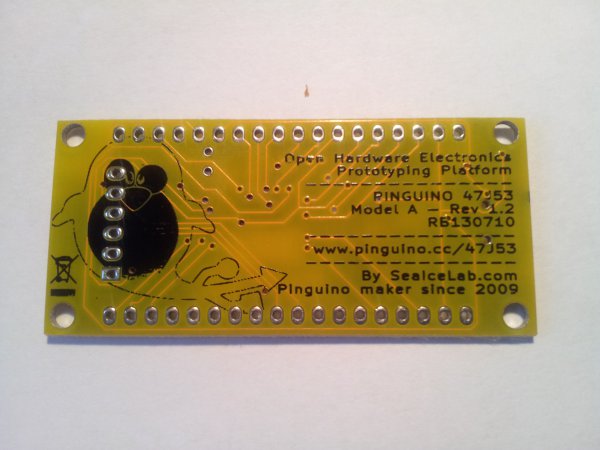 Open Hardware Electronics
Prototyping Platform
PINGUINO 47J53
Model A - Rev 1.2
RB130710
www.pinguino.cc/47J53
By SeaIceLab.com
Pinguino maker since 2009